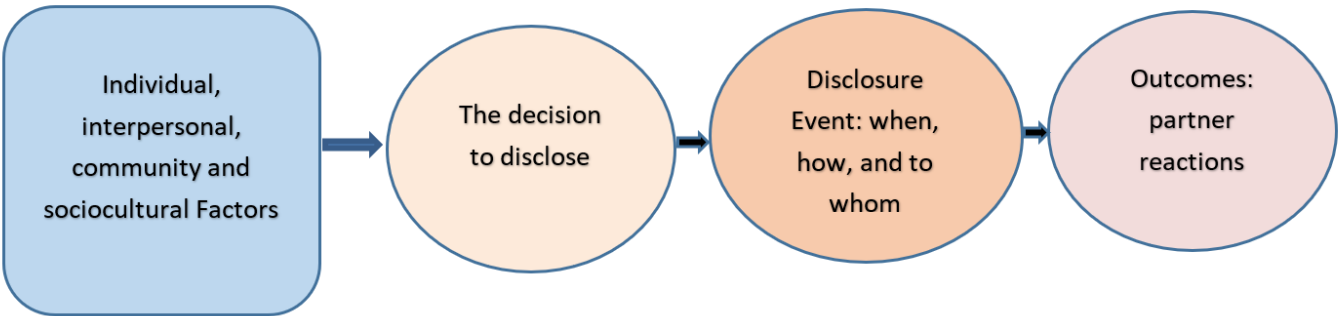 Individual,
interpersonal,
community and
sociocultural Factors
The decision
to disclose
Disclosure
Event: when,
how, and to
whom
Outcomes:
partner
reactions